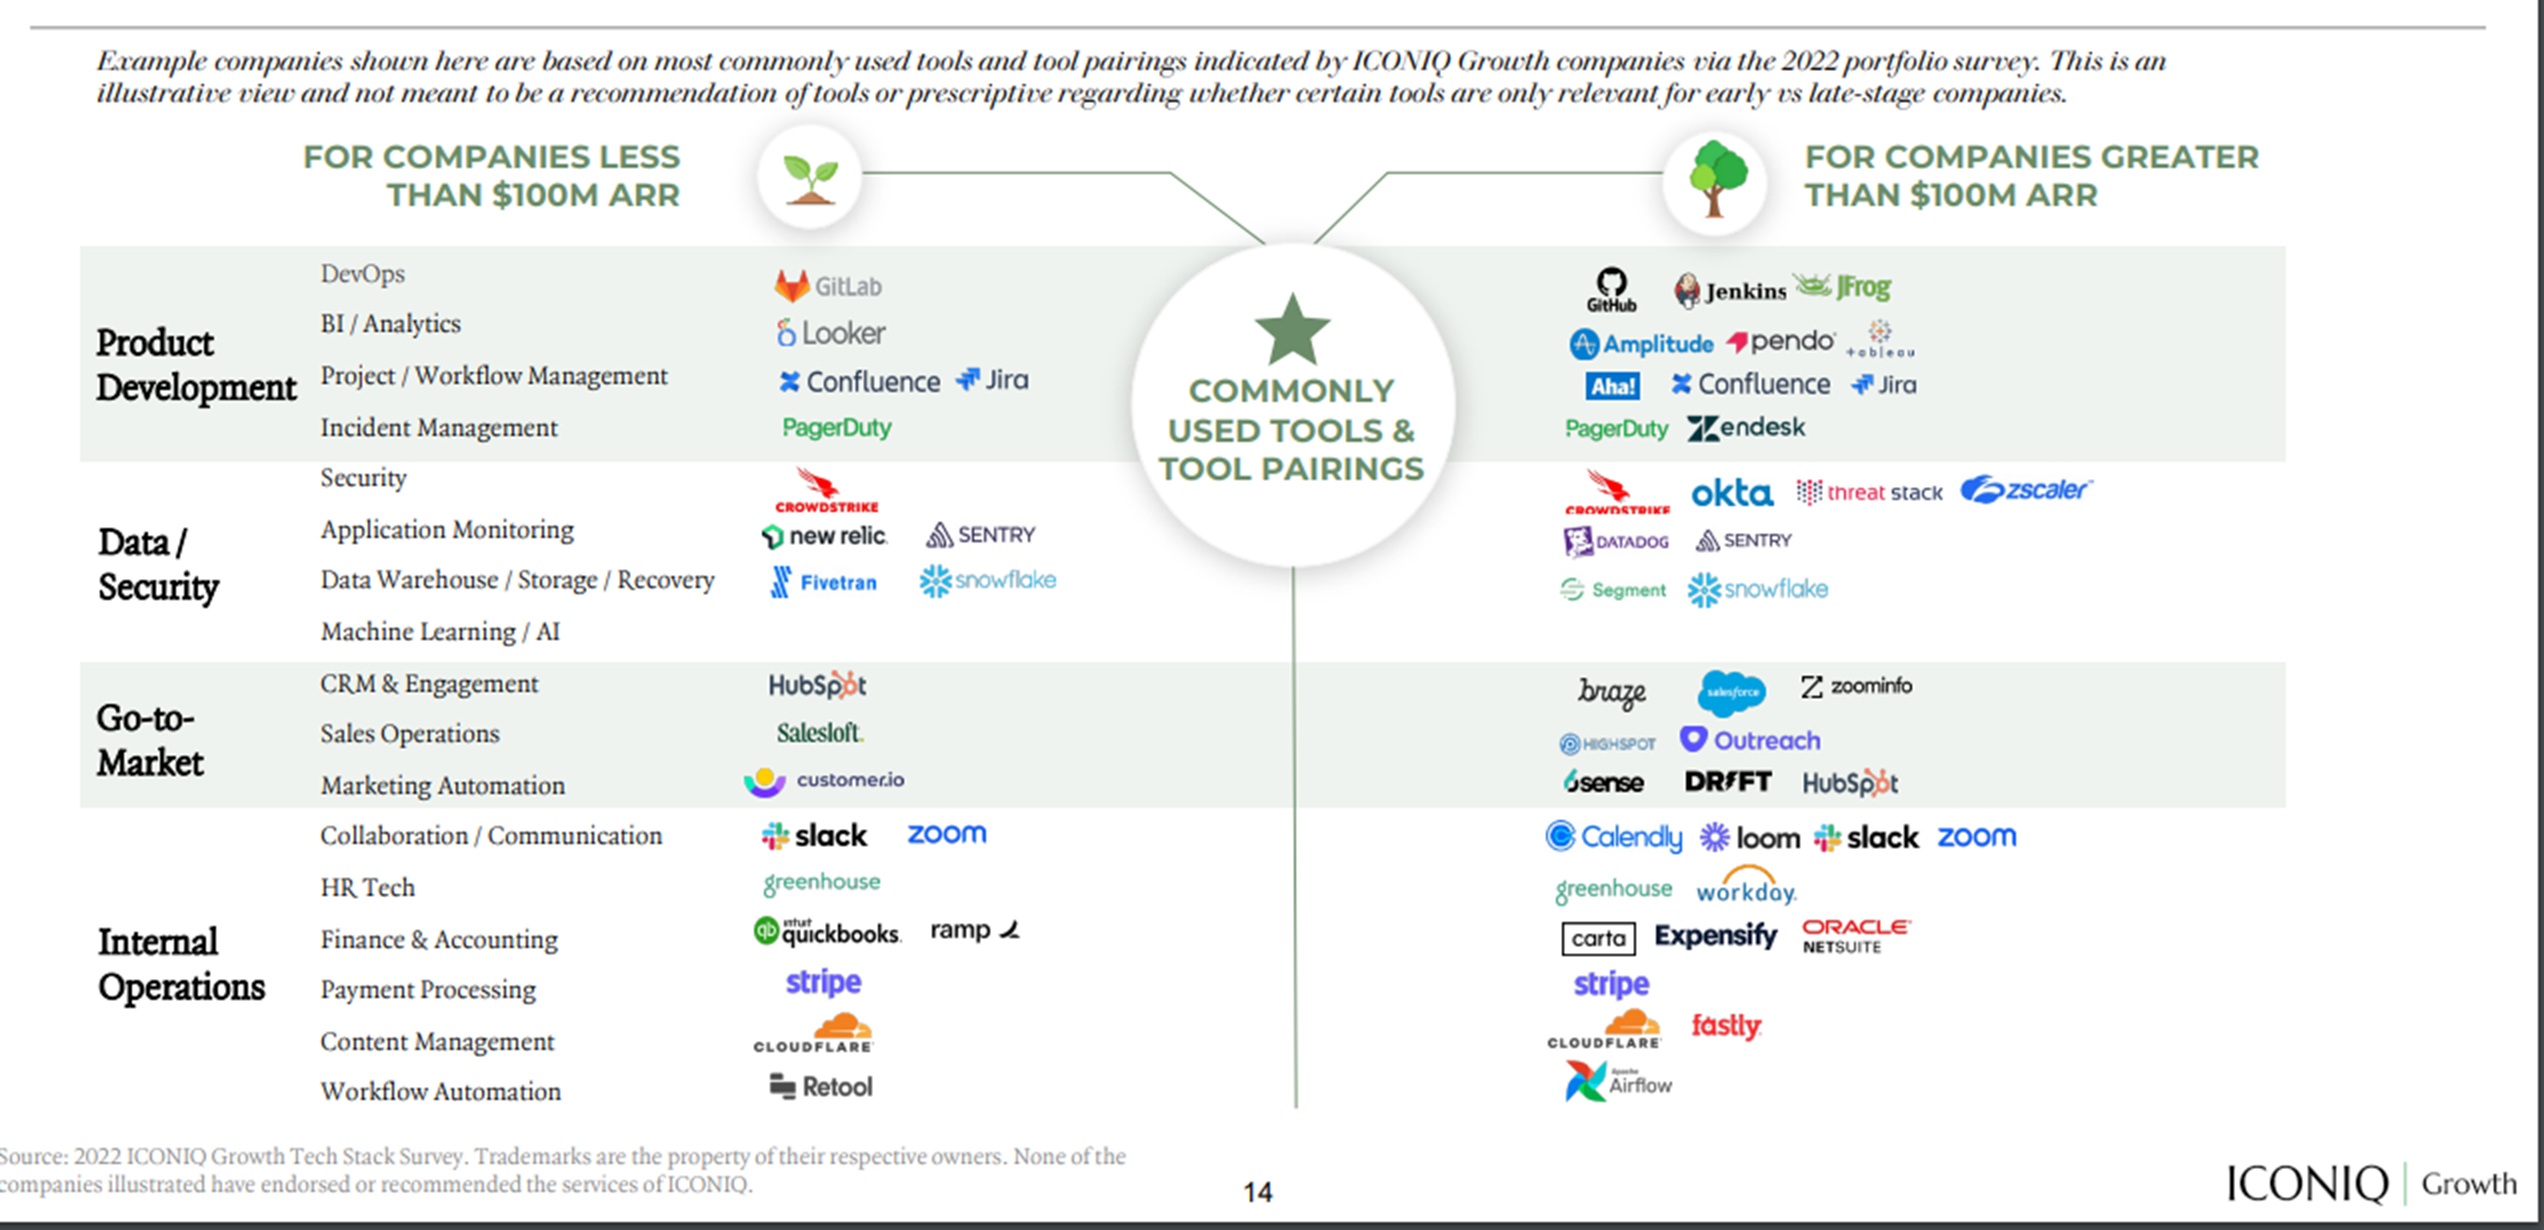 Example companies shown here are based on most commonly used tools and tool pairings indicated by ICONIQ Growth companies via the 2022 portfolio survey. This is an
illustrative view and not meant to be a recommendation of tools or prescriptive regarding whether certain tools are only relevant for early vs late-stage companies.
FOR COMPANIES LESS
THAN $100M ARR
FOR COMPANIES GREATER
THAN $100M ARR
COMMONLY
USED TOOLS &
TOOL PAIRINGS
Product
Development
DevOps
GitLab
GitHub
Jenkins
JFrog
BI / Analytics
Looker
Amplitude
pendo
+ableau
Project / Workflow Management
Confluence
Jira
Aha!
Confluence
Jira
Incident Management
PagerDuty
PagerDuty
Zendesk
Data /
Security
Security
CROWDSTRIKE
CROWDSTRIKE
okta
threat stack
zscaler™
Application Monitoring
new relic.
SENTRY
DATADOG
SENTRY
Data Warehouse / Storage / Recovery
Fivetran
snowflake
Segment
snowflake
Machine Learning / AI
Go-to-
Market
CRM & Engagement
HubSpot
braze
salesforce
zoominfo
Sales Operations
Salesloft.
HIGHSPOT
Outreach
Marketing Automation
customer.io
6sense
DRIFT
HubSpot
Internal
Operations
Collaboration / Communication
slack
zoom
Calendly
loom
slack
zoom
HR Tech
greenhouse
greenhouse
workday.
Finance & Accounting
qb
intuit
quickbooks.
ramp
carta
Expensify
ORACLE
NETSUITE
Payment Processing
stripe
stripe
Content Management
CLOUDFLARE
CLOUDFLARE
fastly
Workflow Automation
Retool
Apache
Airflow
Source: 2022 ICONIQ Growth Tech Stack Survey. Trademarks are the property of their respective owners. None of the
companies illustrated have endorsed or recommended the services of ICONIQ.
14
ICONIQ | Growth